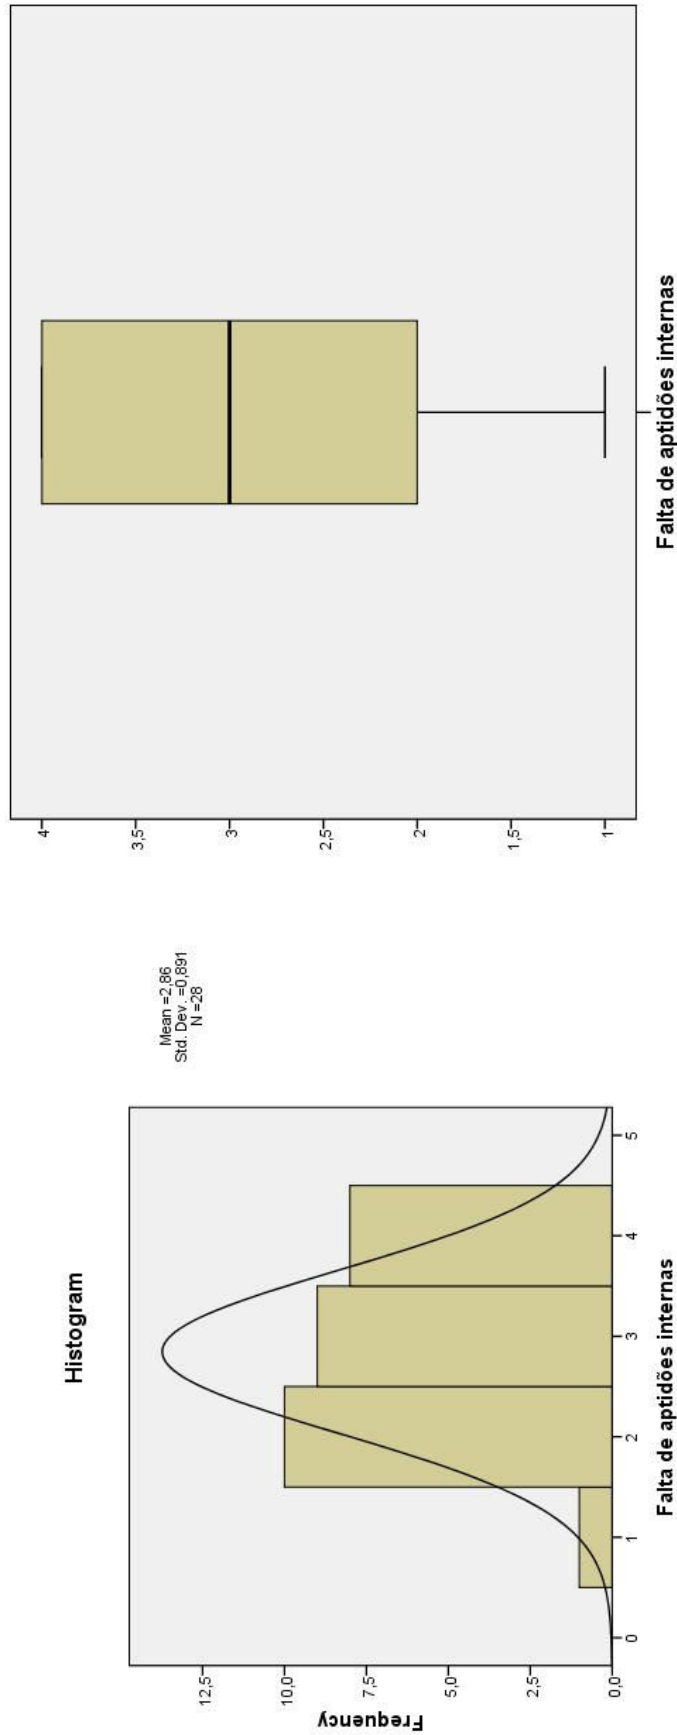 Histogram
Frequency
12,5
10,0
7,5
5,0
2,5
0,0
0
1
2
3
4
5
Falta de aptidões internas
Mean =2,86
Std. Dev. =0,891
N =28
4
3,5
3
2,5
2
1,5
1
Falta de aptidões internas